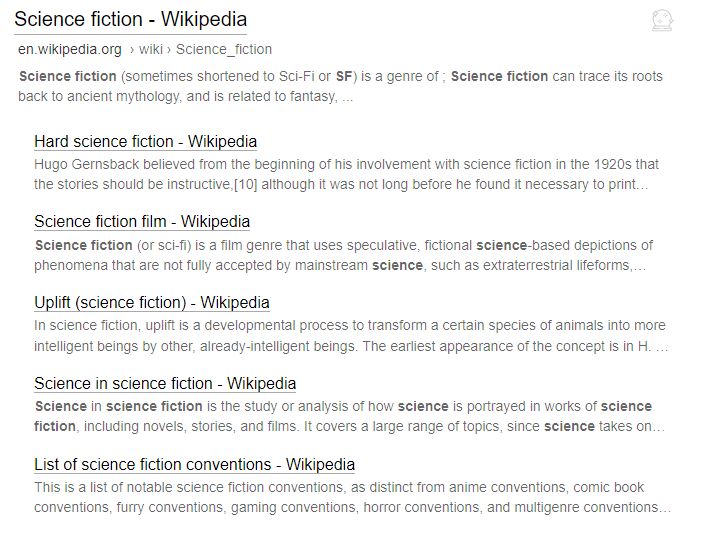 Science fiction - Wikipedia
en.wikipedia.org › wiki › Science_fiction
Science fiction (sometimes shortened to Sci-Fi or SF) is a genre of ; Science fiction can trace its roots
back to ancient mythology, and is related to fantasy, ...
Hard science fiction - Wikipedia
Hugo Gernsback believed from the beginning of his involvement with science fiction in the 1920s that
the stories should be instructive,[10] although it was not long before he found it necessary to print…
Science fiction film - Wikipedia
Science fiction (or sci-fi) is a film genre that uses speculative, fictional science-based depictions of
phenomena that are not fully accepted by mainstream science, such as extraterrestrial lifeforms,…
Uplift (science fiction) - Wikipedia
In science fiction, uplift is a developmental process to transform a certain species of animals into more
intelligent beings by other, already-intelligent beings. The earliest appearance of the concept is in H. …
Science in science fiction - Wikipedia
Science in science fiction is the study or analysis of how science is portrayed in works of science
fiction, including novels, stories, and films. It covers a large range of topics, since science takes on…
List of science fiction conventions - Wikipedia
This is a list of notable science fiction conventions, as distinct from anime conventions, comic book
conventions, furry conventions, gaming conventions, horror conventions, and multigenre conventions…